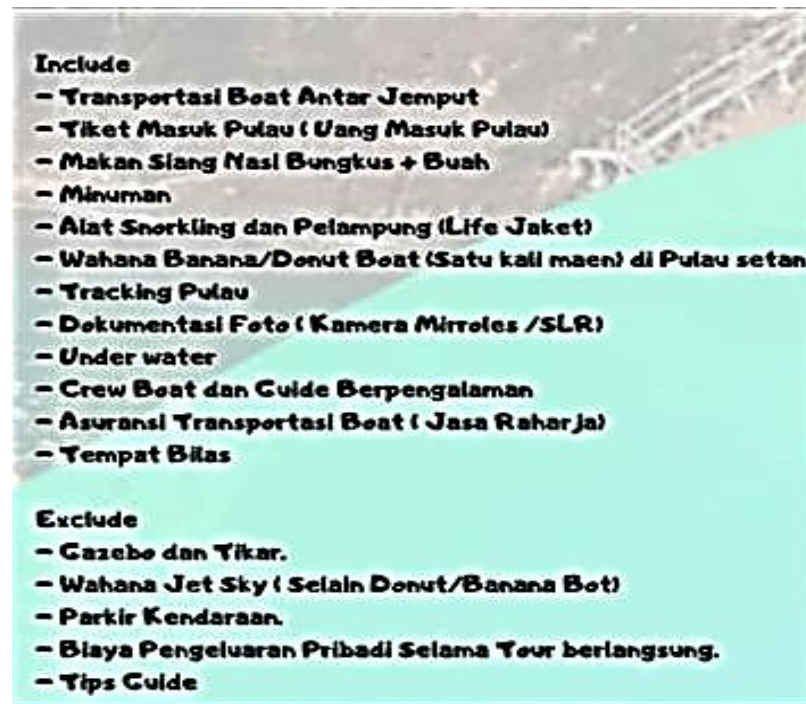 Include
- Transportasi Boat Antar Jemput
- Tiket Masuk Pulau ( Uang Masuk Pulau)
- Makan Siang Nasi Bungkus + Buah
- Minuman
- Alat Snorkling dan Pelampung (Life Jaket)
- Wahana Banana/Donut Boat (Satu kali maen) di Pulau setan
- Tracking Pulau
- Dokumentasi Foto ( Kamera Mirroles /SLR)
- Under water
- Crew Boat dan Guide Berpengalaman
- Asuransi Transportasi Boat ( Jasa Raharja)
- Tempat Bilas
Exclude
- Gazebo dan Tikar.
- Wahana Jet Sky ( Selain Donut/Banana Bot)
- Parkir Kendaraan.
- Biaya Pengeluaran Pribadi Selama Tour berlangsung.
- Tips Guide